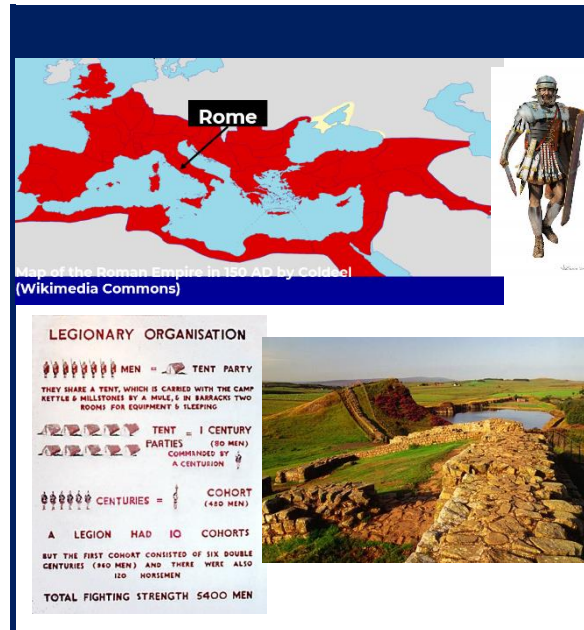 Rome
Map of the Roman Empire in 150 AD by Coldeel
(Wikimedia Commons)
LEGIONARY ORGANISATION
MEN = TENT PARTY
THEY SHARE A TENT, WHICH IS CARRIED WITH THE CAMP
KETTLE & MILLSTONES BY A MULE, & IN BARRACKS TWO
ROOMS FOR EQUIPMENT & SLEEPING
TENT = 1 CENTURY
PARTIES (80 MEN)
COMMANDED BY
A CENTURION
CENTURIES = COHORT
(480 MEN)
A LEGION HAD 10 COHORTS
BUT THE FIRST COHORT CONSISTED OF SIX DOUBLE
CENTURIES (960 MEN) AND THERE WERE ALSO
120 HORSEMEN
TOTAL FIGHTING STRENGTH 5400 MEN